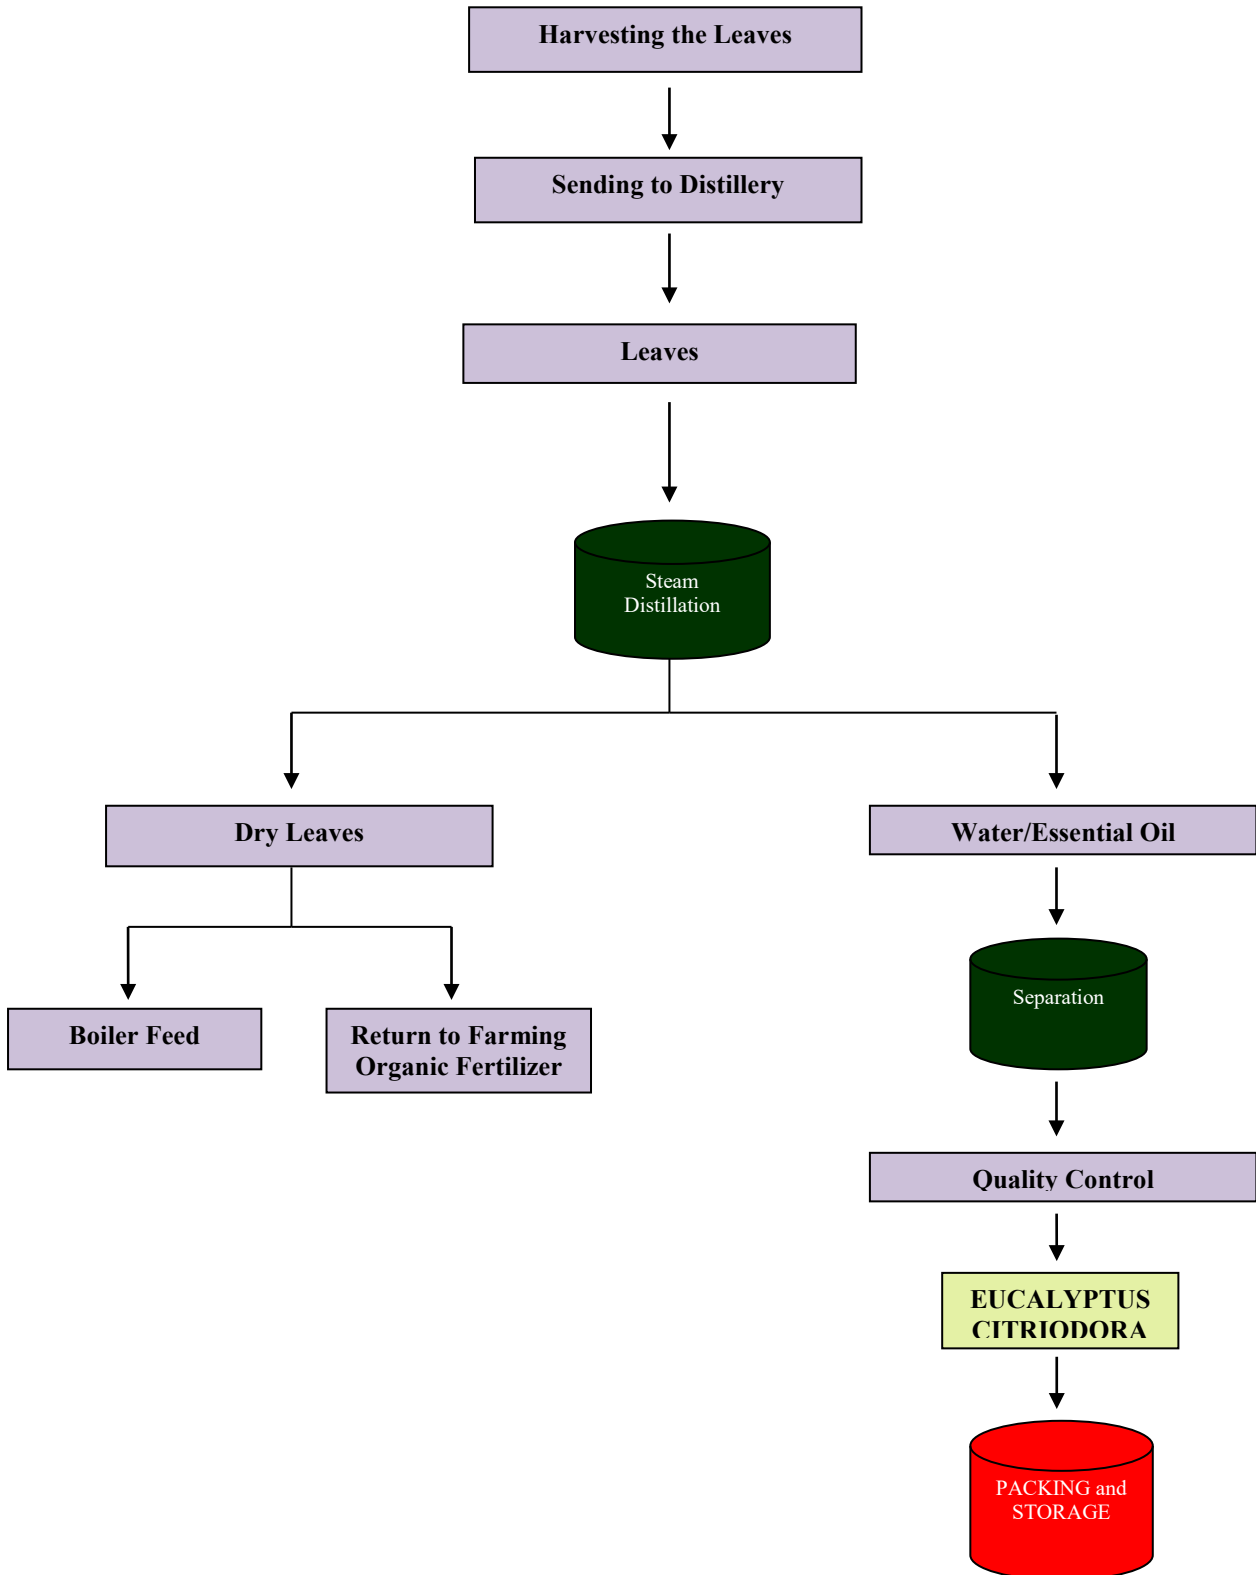 Harvesting the Leaves
Sending to Distillery
Leaves
Steam
Distillation
Dry Leaves
Water/Essential Oil
Boiler Feed
Return to Farming
Organic Fertilizer
Separation
Quality Control
EUCALYPTUS
CITRIODORA
PACKING and
STORAGE